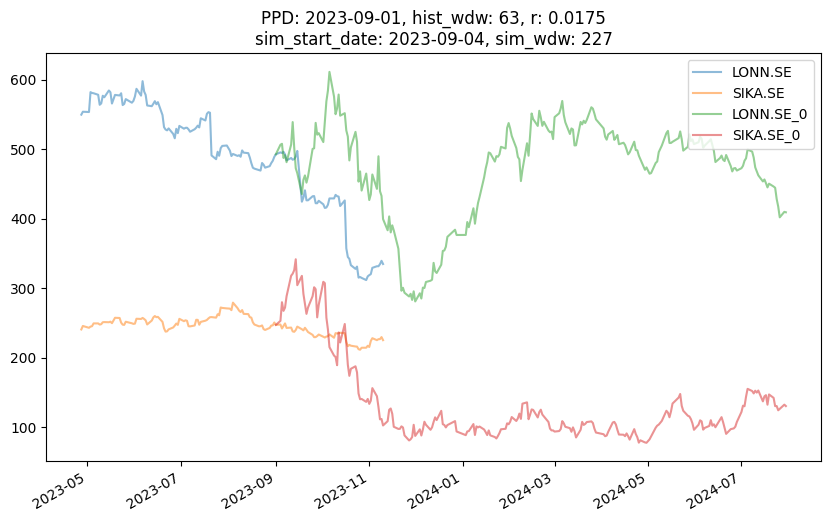 PPD: 2023-09-01, hist_wdw: 63, r: 0.0175
sim_start_date: 2023-09-04, sim_wdw: 227
LONN.SE
SIKA.SE
LONN.SE_0
SIKA.SE_0
600
500
400
300
200
100
2023-05
2023-07
2023-09
2023-11
2024-01
2024-03
2024-05
2024-07